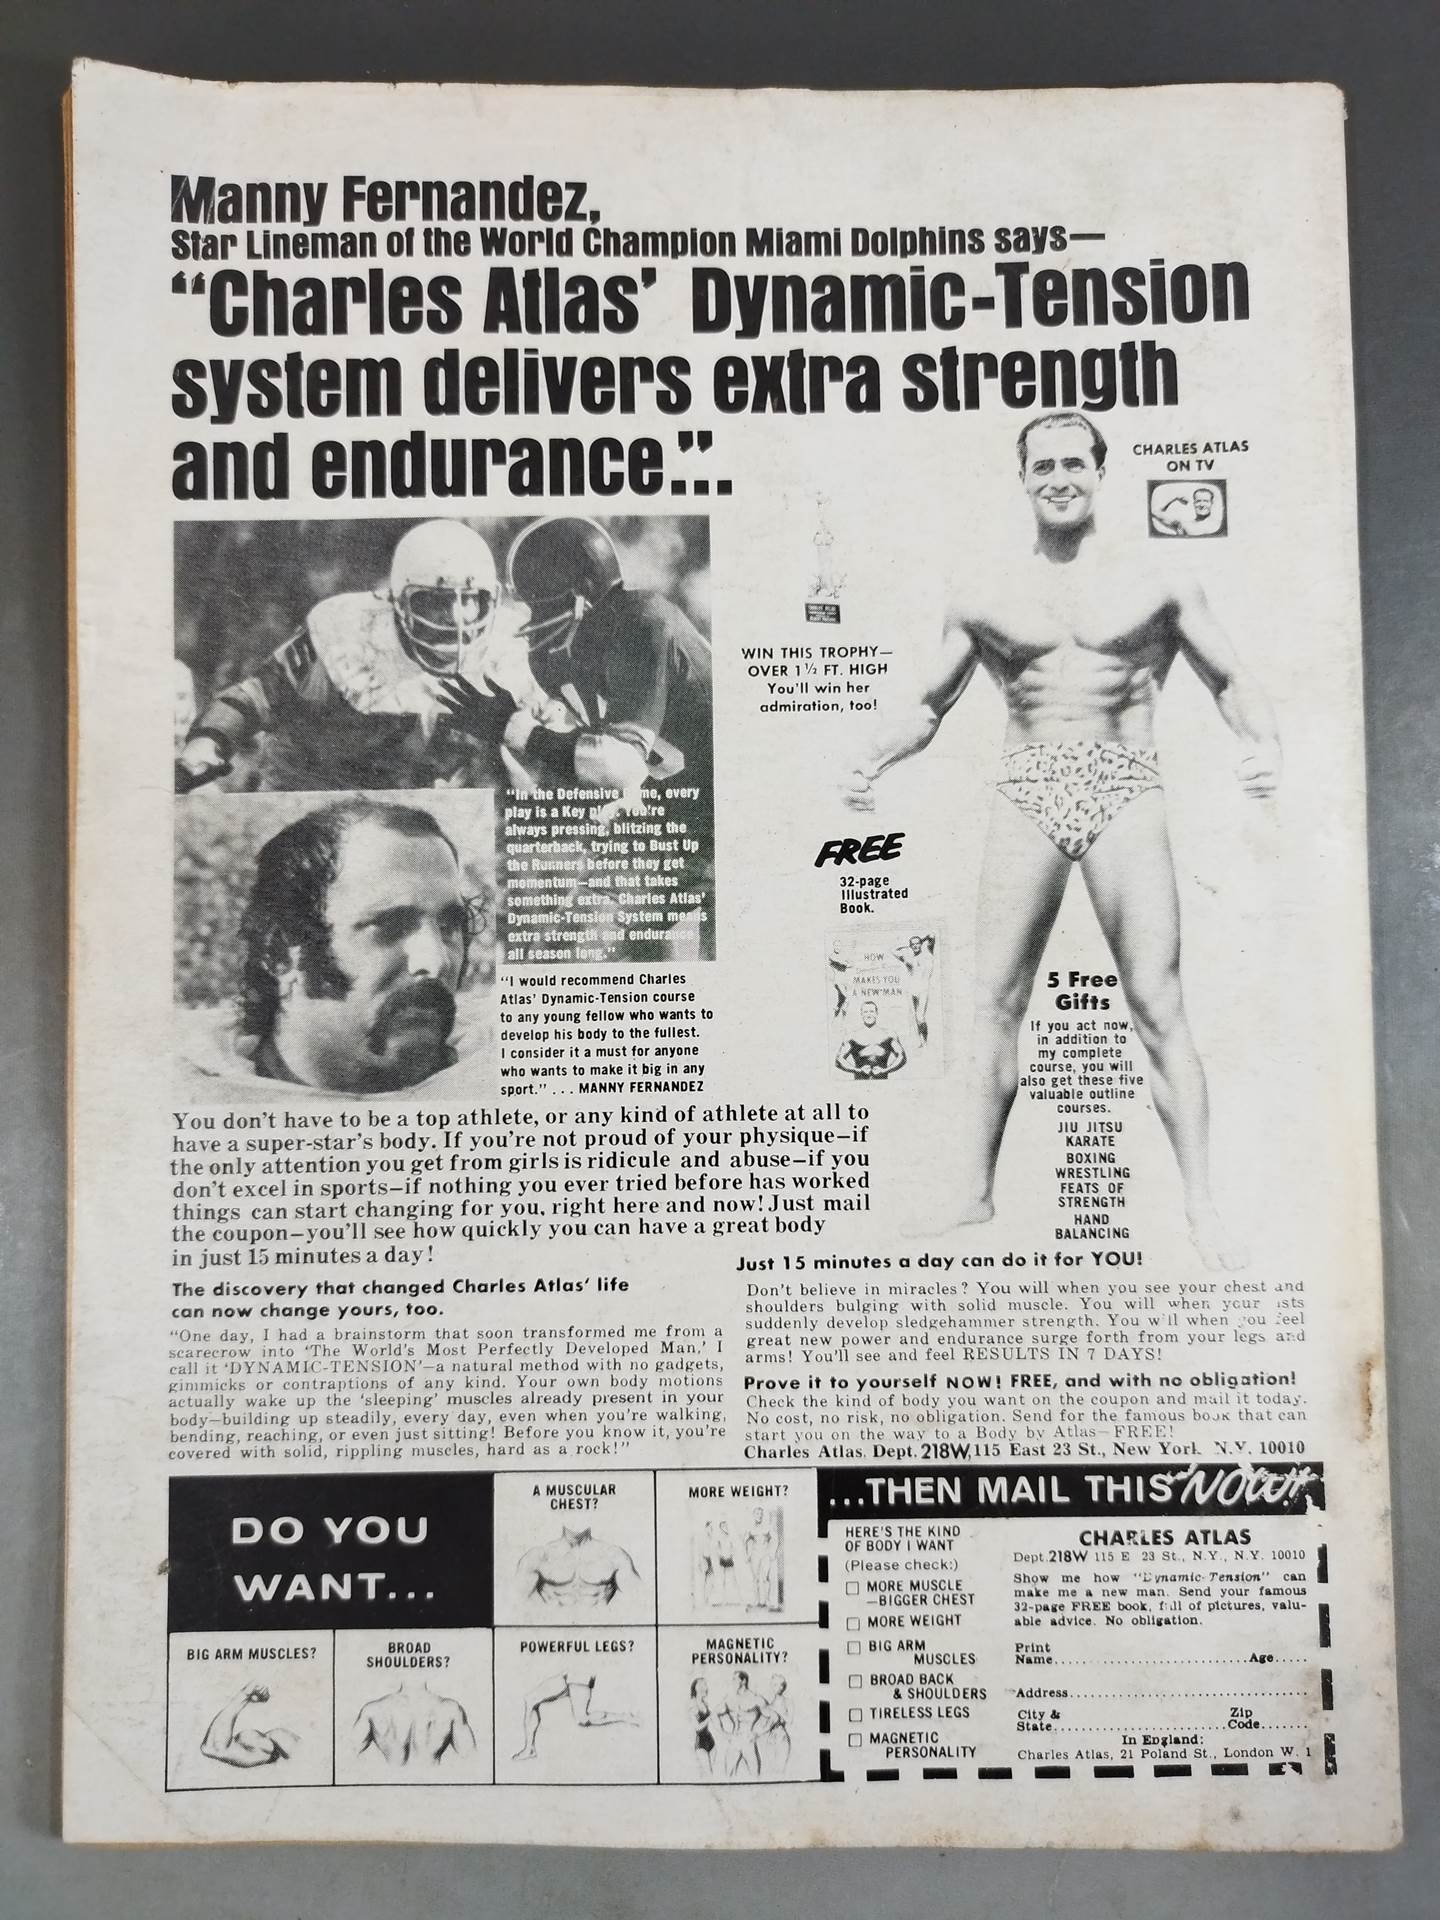 Manny Fernandez,
Star Lineman of the World Champion Miami Dolphins says—
“Charles Atlas’ Dynamic-Tension
system delivers extra strength
and endurance.”..
CHARLES ATLAS
ON TV
WIN THIS TROPHY—
OVER 1½ FT. HIGH
You'll win her
admiration, too!
“In the Defensive me, every
play is a Key You're
always pressing, blitzing the
quarterback, trying to Bust Up
the Runners before they get
momentum—and that takes
something extra. Charles Atlas’
Dynamic-Tension System means
extra strength and endurance
all season long.”
“I would recommend Charles
Atlas’ Dynamic-Tension course
to any young fellow who wants to
develop his body to the fullest.
I consider it a must for anyone
who wants to make it big in any
sport.” . . . MANNY FERNANDEZ
FREE
32-page
Illustrated
Book.
HOW
MAKES YOU
A NEW MAN
5 Free
Gifts
If you act now,
in addition to
my complete
course, you will
also get these five
valuable outline
courses.
JIU JITSU
KARATE
BOXING
WRESTLING
FEATS OF
STRENGTH
HAND
BALANCING
You don't have to be a top athlete, or any kind of athlete at all to
have a super-star's body. If you're not proud of your physique—if
the only attention you get from girls is ridicule and abuse—if you
don't excel in sports—if nothing you ever tried before has worked
things can start changing for you, right here and now! Just mail
the coupon—you'll see how quickly you can have a great body
in just 15 minutes a day!
The discovery that changed Charles Atlas’ life
can now change yours, too.
“One day, I had a brainstorm that soon transformed me from a
scarecrow into ‘The World's Most Perfectly Developed Man.’ I
call it ‘DYNAMIC-TENSION’—a natural method with no gadgets,
gimmicks or contraptions of any kind. Your own body motions
actually wake up the ‘sleeping’ muscles already present in your
body—building up steadily, every day, even when you're walking,
bending, reaching, or even just sitting! Before you know it, you're
covered with solid, rippling muscles, hard as a rock!”
Just 15 minutes a day can do it for YOU!
Don't believe in miracles? You will when you see your chest and
shoulders bulging with solid muscle. You will when your ists
suddenly develop sledgehammer strength. You will when you feel
great new power and endurance surge forth from your legs and
arms! You'll see and feel RESULTS IN 7 DAYS!
Prove it to yourself NOW! FREE, and with no obligation!
Check the kind of body you want on the coupon and mail it today.
No cost, no risk, no obligation. Send for the famous book that can
start you on the way to a Body by Atlas—FREE!
Charles Atlas, Dept. 218W, 115 East 23 St., New York, N.Y. 10010
DO YOU
WANT...
A MUSCULAR
CHEST?
MORE WEIGHT?
BIG ARM MUSCLES?
BROAD
SHOULDERS?
POWERFUL LEGS?
MAGNETIC
PERSONALITY?
...THEN MAIL THIS NOW!
HERE'S THE KIND
OF BODY I WANT
(Please check:)
MORE MUSCLE
—BIGGER CHEST
MORE WEIGHT
BIG ARM
MUSCLES
BROAD BACK
& SHOULDERS
TIRELESS LEGS
MAGNETIC
PERSONALITY
CHARLES ATLAS
Dept. 218W 115 E 23 St., N.Y., N.Y. 10010
Show me how “Dynamic-Tension” can
make me a new man. Send your famous
32-page FREE book, full of pictures, valu-
able advice. No obligation.
Print
Name..............................Age.....
Address..................................
City & Zip
State.........................Code.......
In England:
Charles Atlas, 21 Poland St., London W. 1